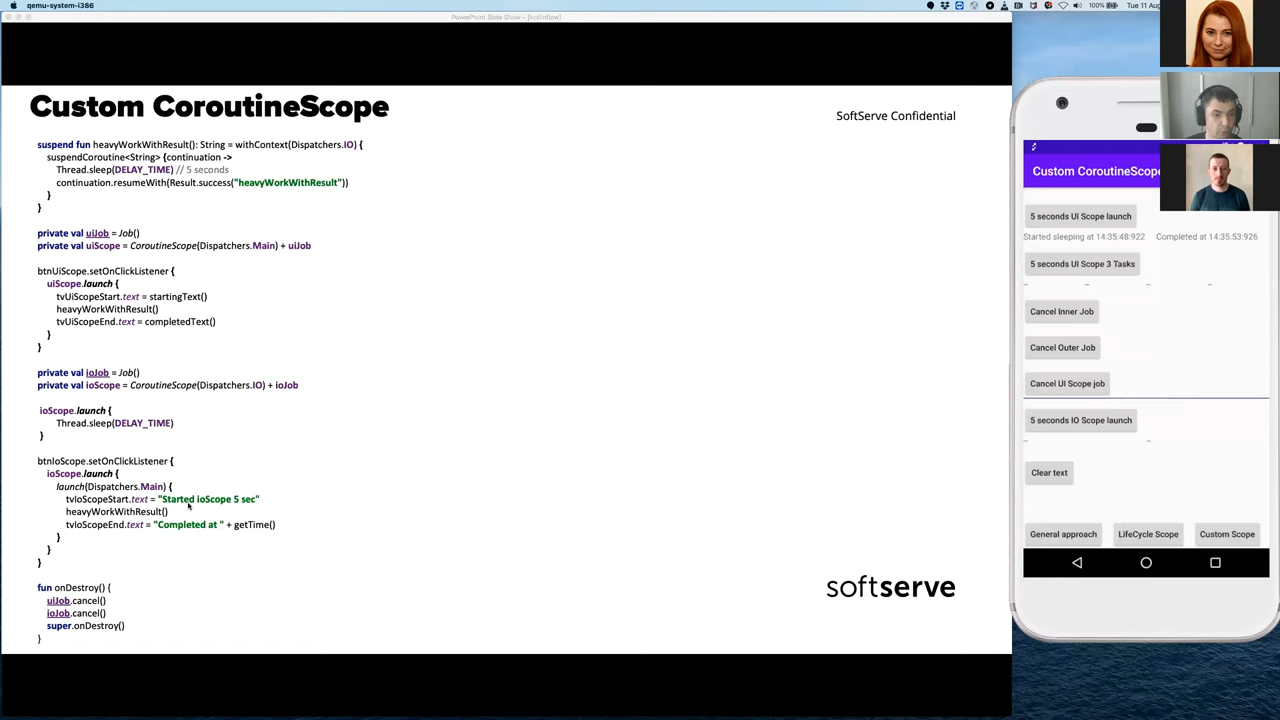 qemu-system-i386
100%
Tue 11 Aug
PowerPoint Slide Show - [
Custom CoroutineScope
SoftServe Confidential
suspend fun heavyWorkWithResult(): String = withContext(Dispatchers.IO) {
suspendCoroutine<String> {continuation ->
Thread.sleep(DELAY_TIME) // 5 seconds
continuation.resumeWith(Result.success("heavyWorkWithResult"))
}
}
private val uiJob = Job()
private val uiScope = CoroutineScope(Dispatchers.Main) + uiJob
btnUiScope.setOnClickListener {
uiScope.launch {
tvUiScopeStart.text = startingText()
heavyWorkWithResult()
tvUiScopeEnd.text = completedText()
}
}
private val ioJob = Job()
private val ioScope = CoroutineScope(Dispatchers.IO) + ioJob
ioScope.launch {
Thread.sleep(DELAY_TIME)
}
btnIoScope.setOnClickListener {
ioScope.launch {
launch(Dispatchers.Main) {
tvIoScopeStart.text = "Started ioScope 5 sec"
heavyWorkWithResult()
tvIoScopeEnd.text = "Completed at " + getTime()
}
}
}
fun onDestroy() {
uiJob.cancel()
ioJob.cancel()
super.onDestroy()
}
softserve
Custom CoroutineScope
5 seconds UI Scope launch
Started sleeping at 14:35:48:922 Completed at 14:35:53:926
5 seconds UI Scope 3 Tasks
– – – –
Cancel Inner Job
Cancel Outer Job
Cancel UI Scope job
5 seconds IO Scope launch
– –
Clear text
General approach LifeCycle Scope Custom Scope